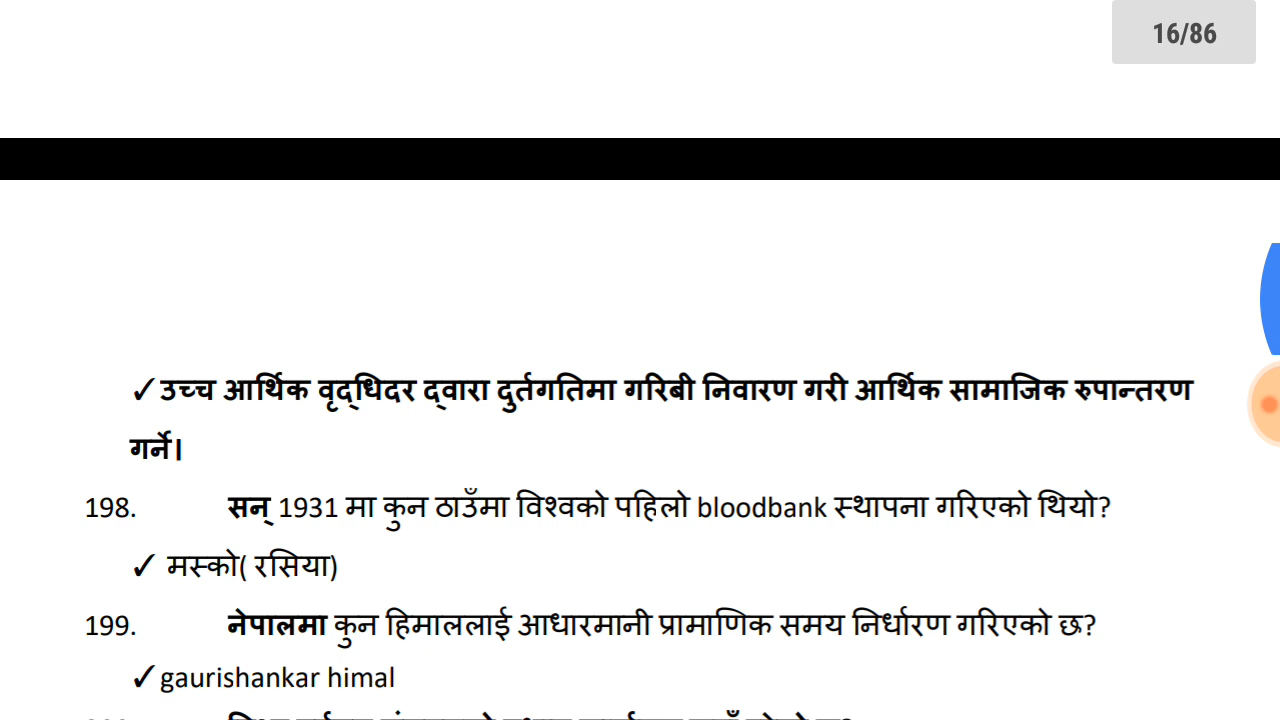 16/86
✓उच्च आर्थिक वृद्धिदर द्वारा दुर्तगतिमा गरिबी निवारण गरी आर्थिक सामाजिक रुपान्तरण
गर्ने।
198. सन् 1931 मा कुन ठाउँमा विश्वको पहिलो bloodbank स्थापना गरिएको थियो?
✓ मस्को( रसिया)
199. नेपालमा कुन हिमाललाई आधारमानी प्रामाणिक समय निर्धारण गरिएको छ?
✓gaurishankar himal